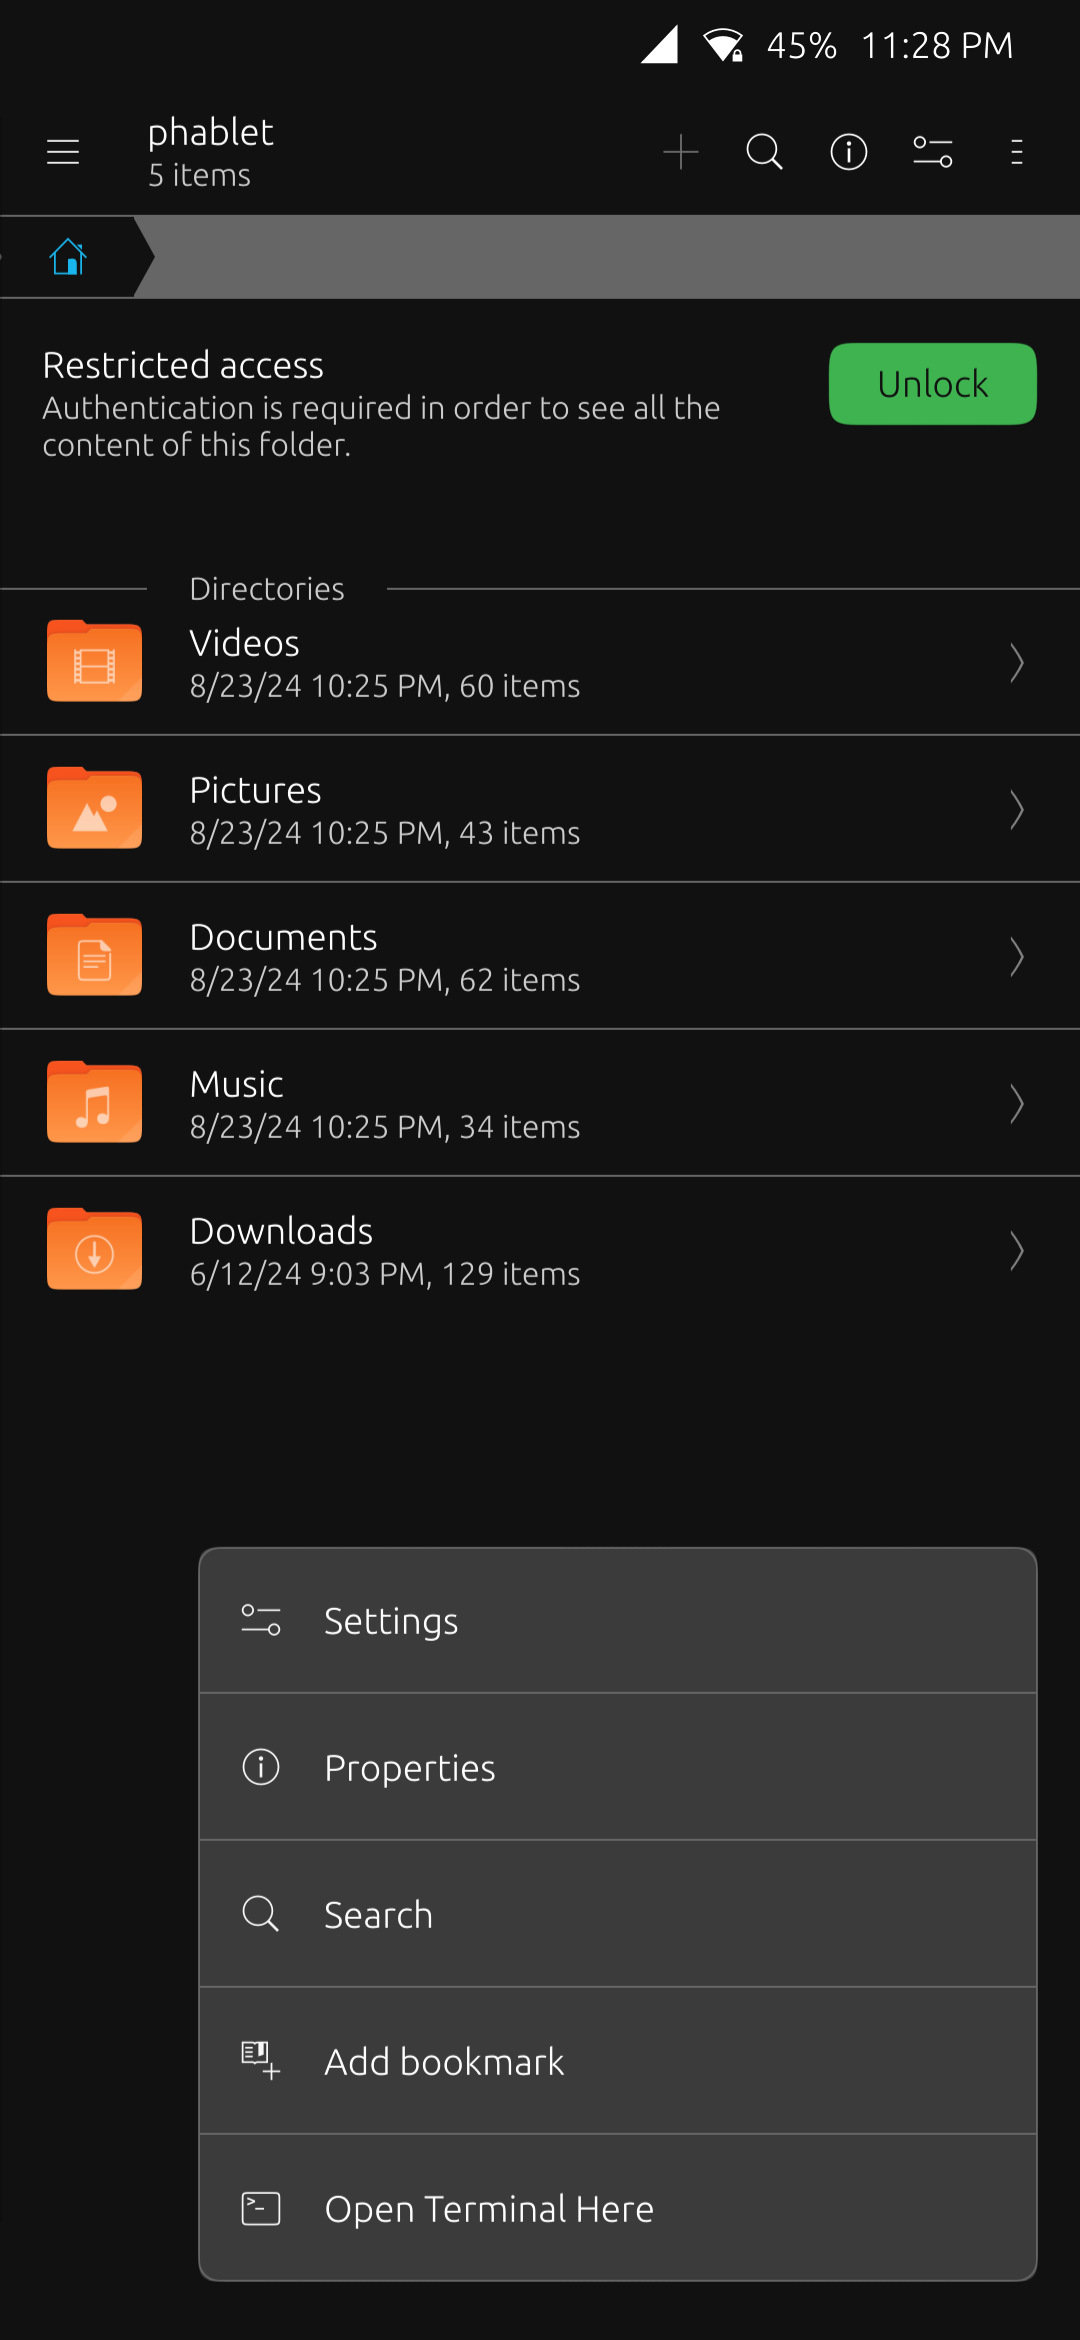 45% 11:28 PM
phablet
5 items
Restricted access
Authentication is required in order to see all the
content of this folder.
Unlock
Directories
Videos
8/23/24 10:25 PM, 60 items
Pictures
8/23/24 10:25 PM, 43 items
Documents
8/23/24 10:25 PM, 62 items
Music
8/23/24 10:25 PM, 34 items
Downloads
6/12/24 9:03 PM, 129 items
Settings
Properties
Search
Add bookmark
Open Terminal Here